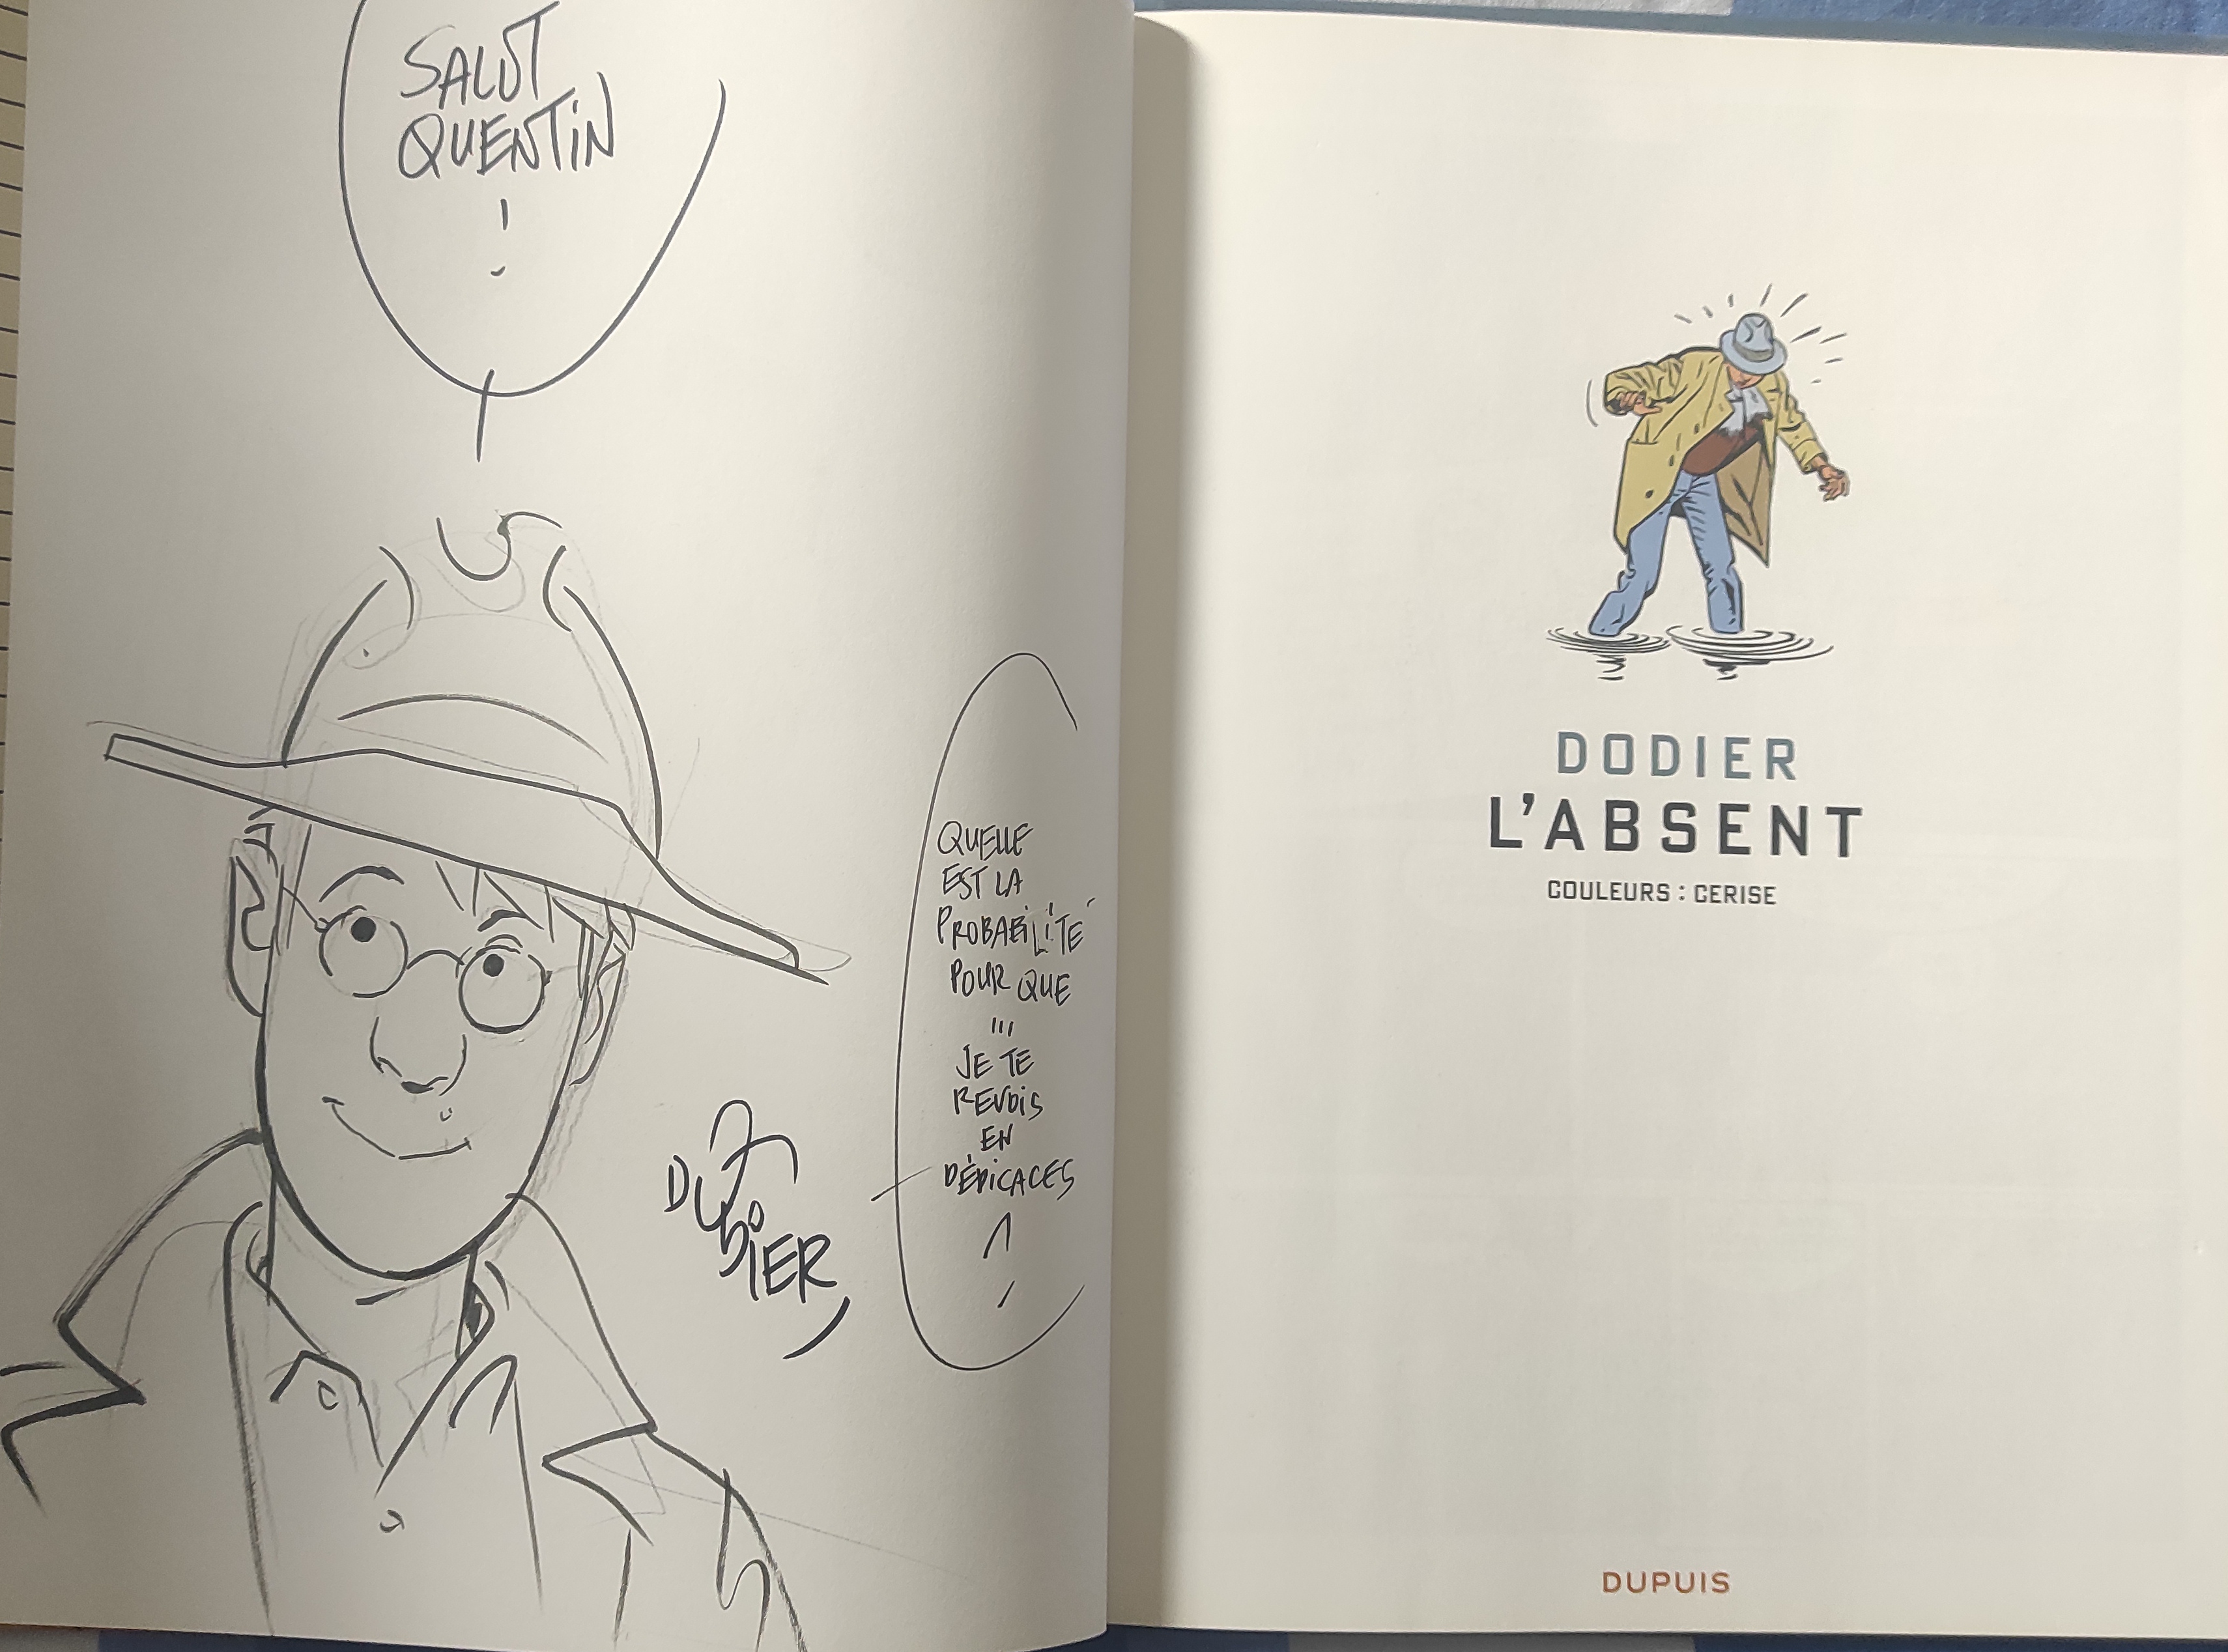 SALUT
QUENTIN
!
QUELLE
EST LA
PROBABILITÉ
POUR QUE
...
JE TE
REVOIS
EN
DÉDICACES
?
DODIER
DODIER
L'ABSENT
COULEURS : CERISE
DUPUIS